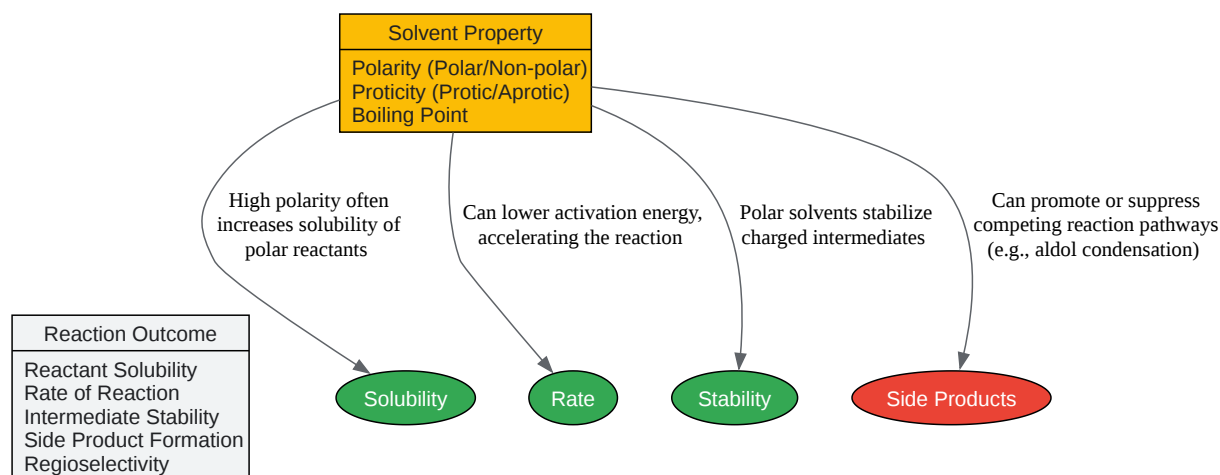 Solvent Property
Polarity (Polar/Non-polar)
Proticity (Protic/Aprotic)
Boiling Point
High polarity often
increases solubility of
polar reactants
Can lower activation energy,
accelerating the reaction
Polar solvents stabilize
charged intermediates
Can promote or suppress
competing reaction pathways
(e.g., aldol condensation)
Reaction Outcome
Reactant Solubility
Rate of Reaction
Intermediate Stability
Side Product Formation
Regioselectivity
Solubility
Rate
Stability
Side Products